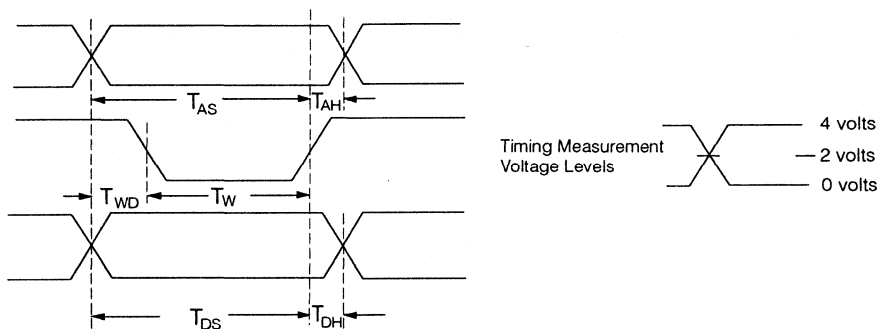 T_AS T_AH
T_WD T_W
T_DS T_DH
Timing Measurement
Voltage Levels
4 volts
2 volts
0 volts